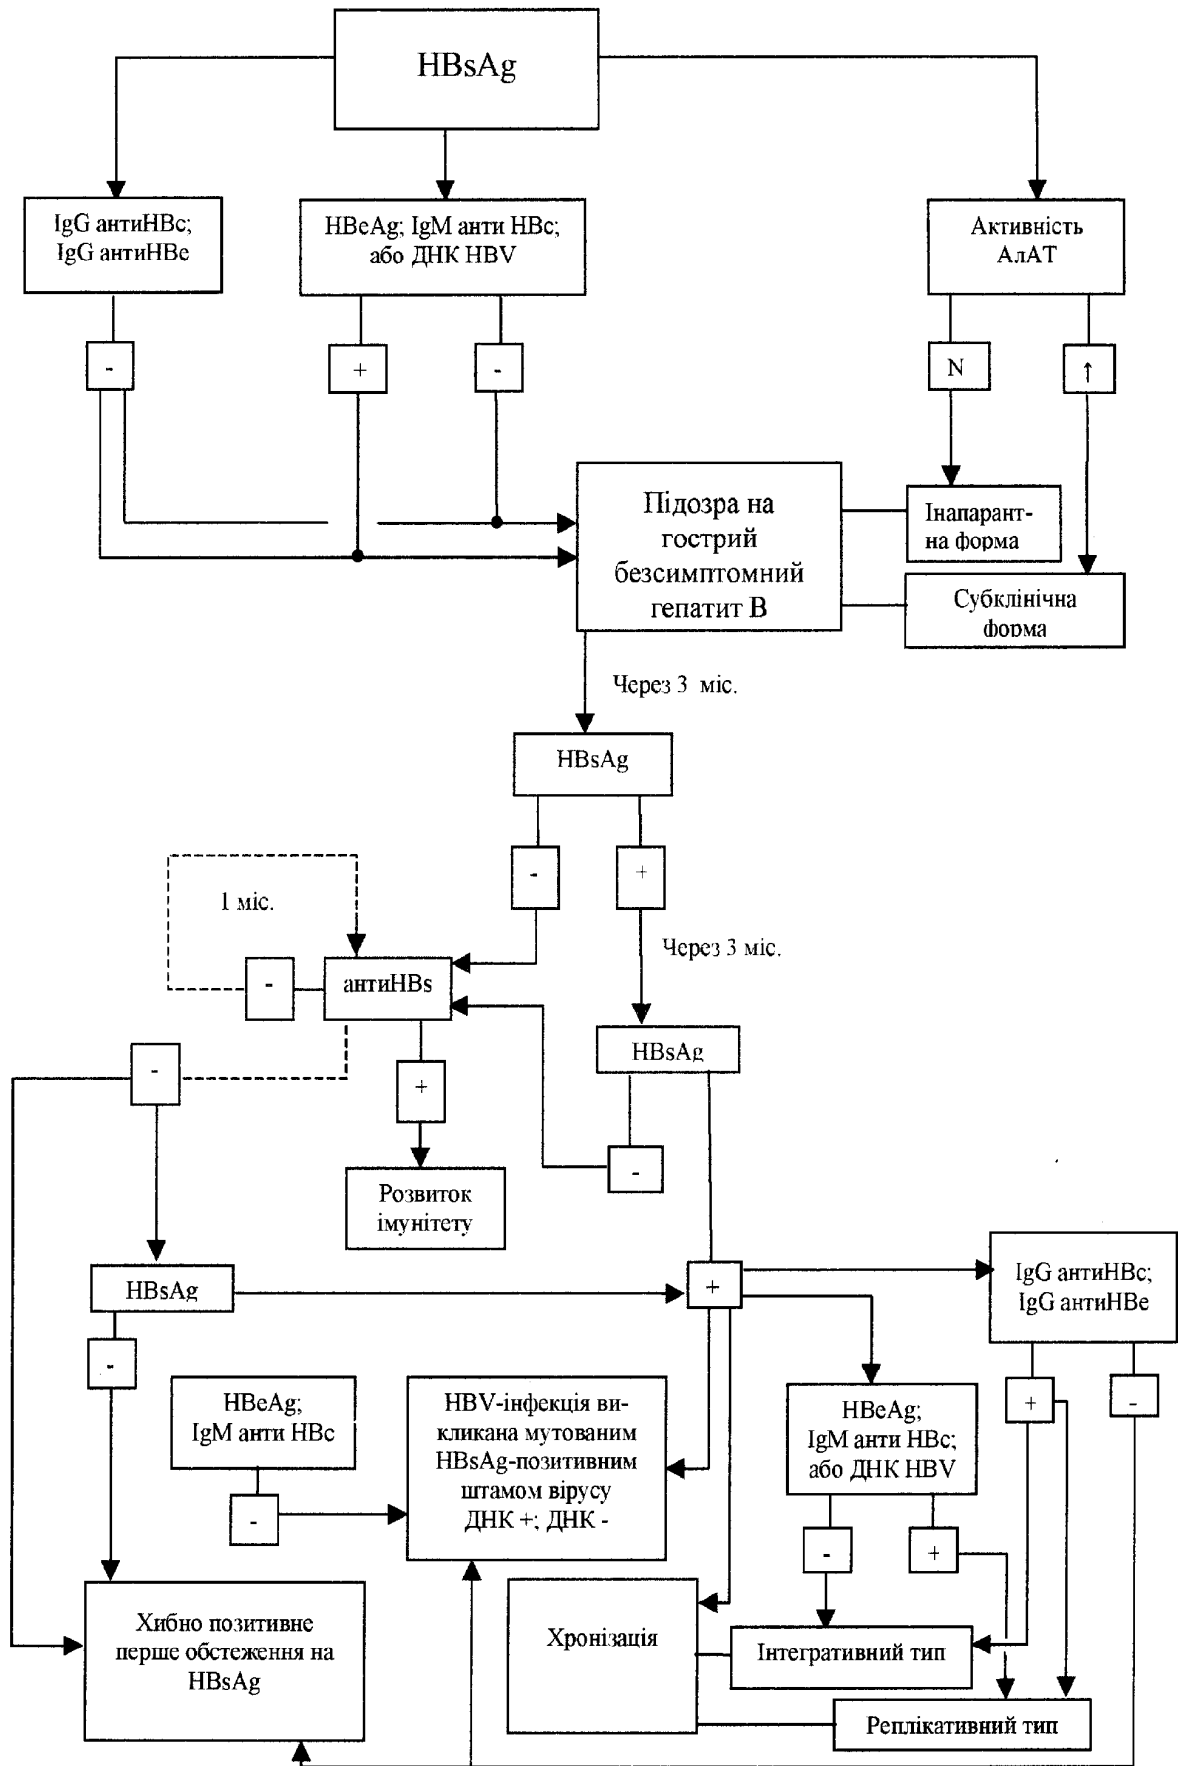 HBsAg
IgG антиHBc;
IgG антиHBe
HBeAg; IgM анти HBc;
або ДНК HBV
Активність
АлАТ
-
+
-
N
↑
Підозра на
гострий
безсимптомний
гепатит В
Інапарант-
на форма
Субклінічна
форма
Через 3 міс.
HBsAg
-
+
1 міс.
Через 3 міс.
-
антиHBs
HBsAg
-
+
-
Розвиток
імунітету
HBsAg
+
IgG антиHBc;
IgG антиHBe
-
+
-
HBeAg;
IgM анти HBc
HBV-інфекція ви-
кликана мутованим
HBsAg-позитивним
штамом вірусу
ДНК +; ДНК -
HBeAg;
IgM анти HBc;
або ДНК HBV
-
-
+
Хибно позитивне
перше обстеження на
HBsAg
Хронізація
Інтегративний тип
Реплікативний тип